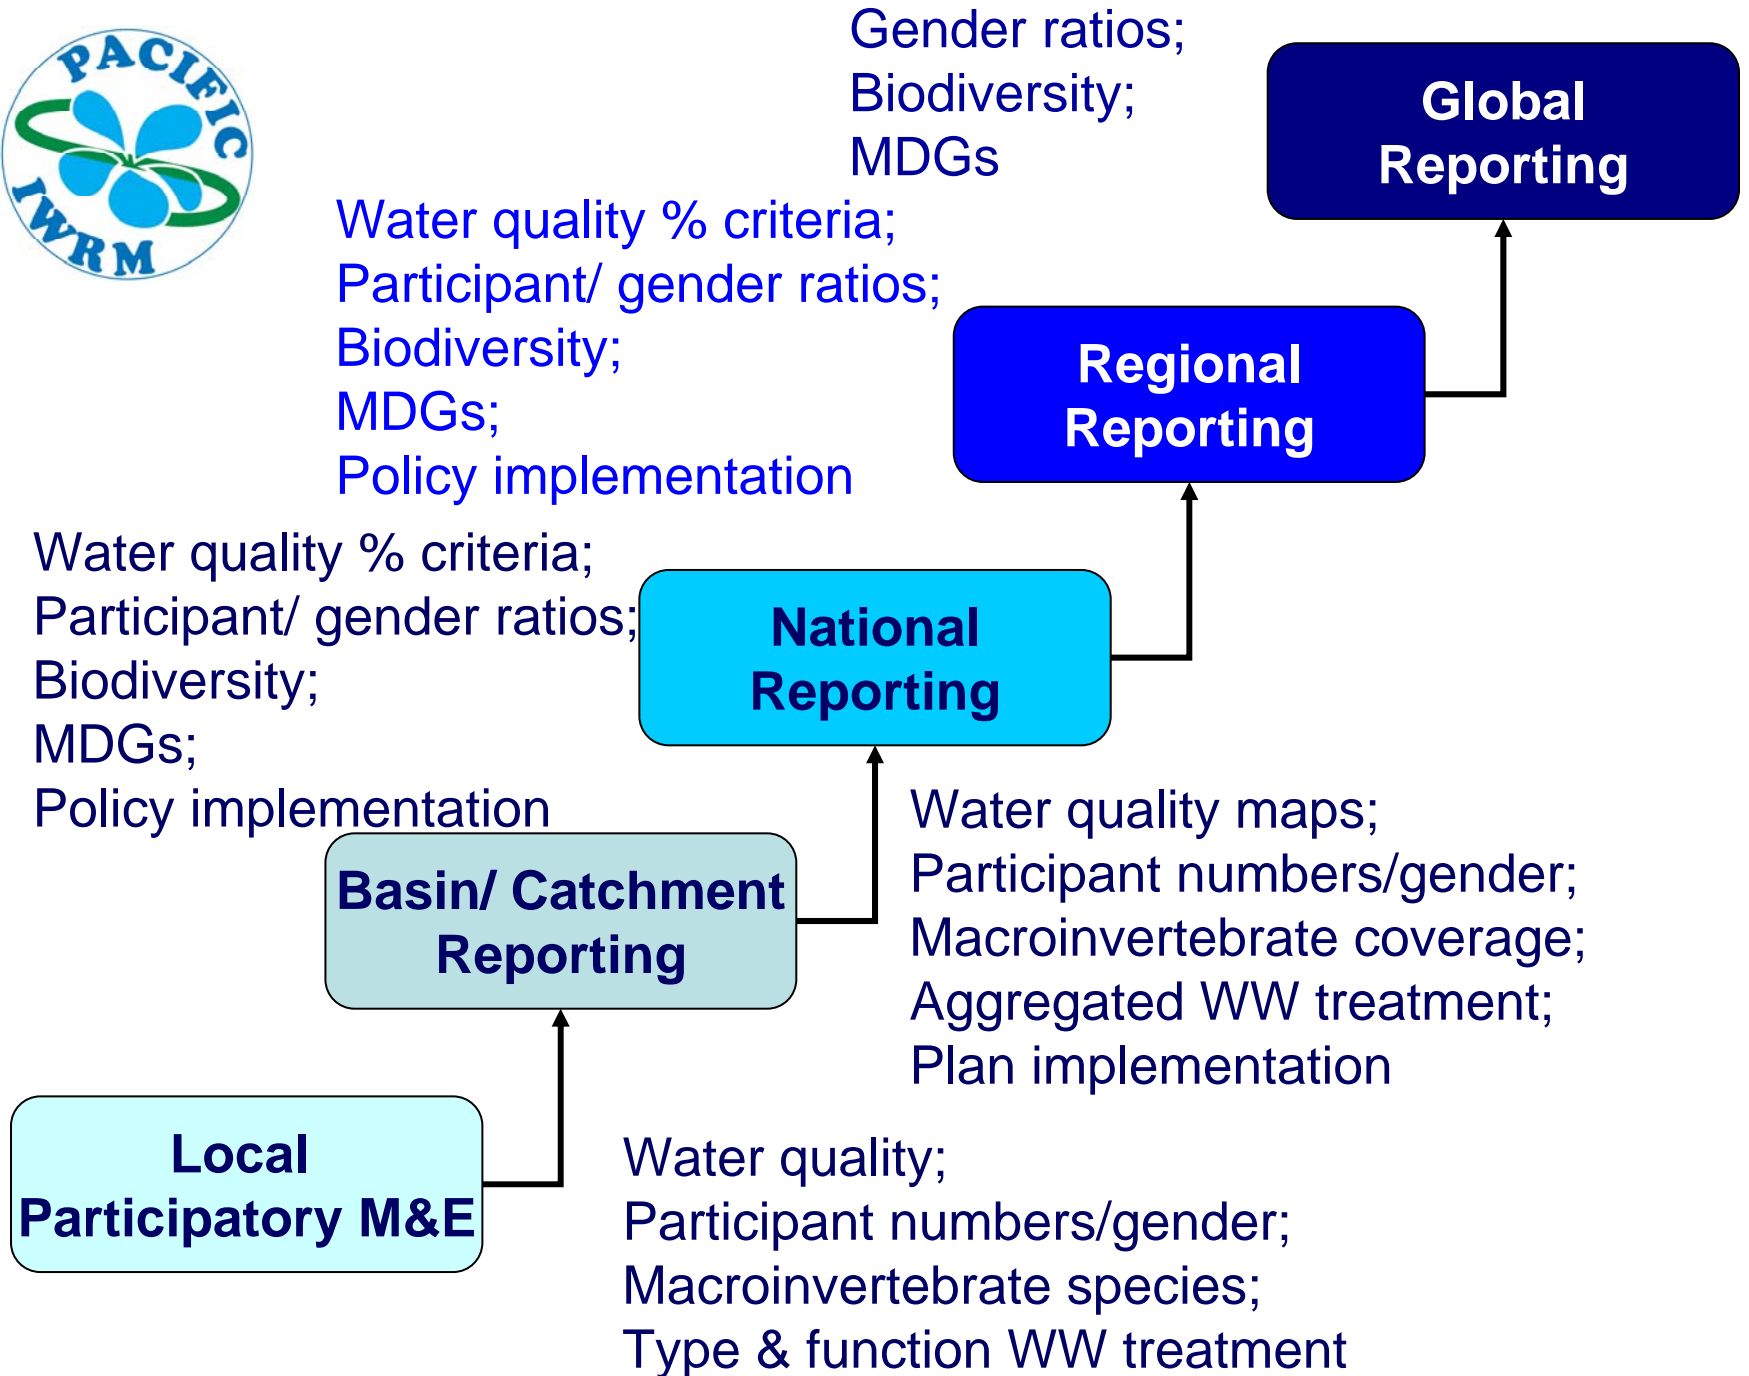 PACIFIC
IWRM
Gender ratios;
Biodiversity;
MDGs
Global
Reporting
Water quality % criteria;
Participant/ gender ratios;
Biodiversity;
MDGs;
Policy implementation
Regional
Reporting
Water quality % criteria;
Participant/ gender ratios;
Biodiversity;
MDGs;
Policy implementation
National
Reporting
Basin/ Catchment
Reporting
Water quality maps;
Participant numbers/gender;
Macroinvertebrate coverage;
Aggregated WW treatment;
Plan implementation
Local
Participatory M&E
Water quality;
Participant numbers/gender;
Macroinvertebrate species;
Type & function WW treatment